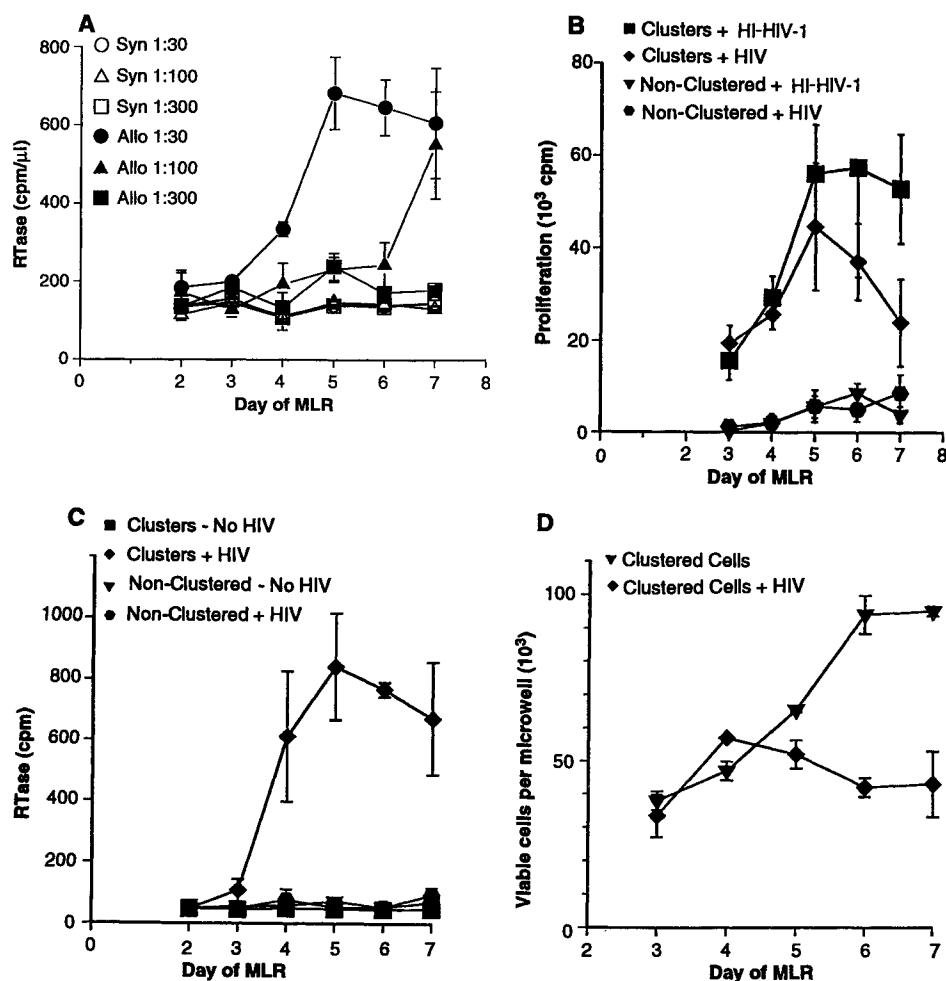 A
Syn 1:30
Syn 1:100
Syn 1:300
Allo 1:30
Allo 1:100
Allo 1:300
800
600
400
200
0
RTase (cpm/µl)
0 2 3 4 5 6 7 8
Day of MLR
B
Clusters + HI-HIV-1
Clusters + HIV
Non-Clustered + HI-HIV-1
Non-Clustered + HIV
80
60
40
20
0
Proliferation (10³ cpm)
0 2 3 4 5 6 7 8
Day of MLR
C
Clusters - No HIV
Clusters + HIV
Non-Clustered - No HIV
Non-Clustered + HIV
1000
800
600
400
200
0
RTase (cpm)
0 2 3 4 5 6 7
Day of MLR
D
Clustered Cells
Clustered Cells + HIV
100
50
0
Viable cells per microwell (10³)
2 3 4 5 6 7
Day of MLR